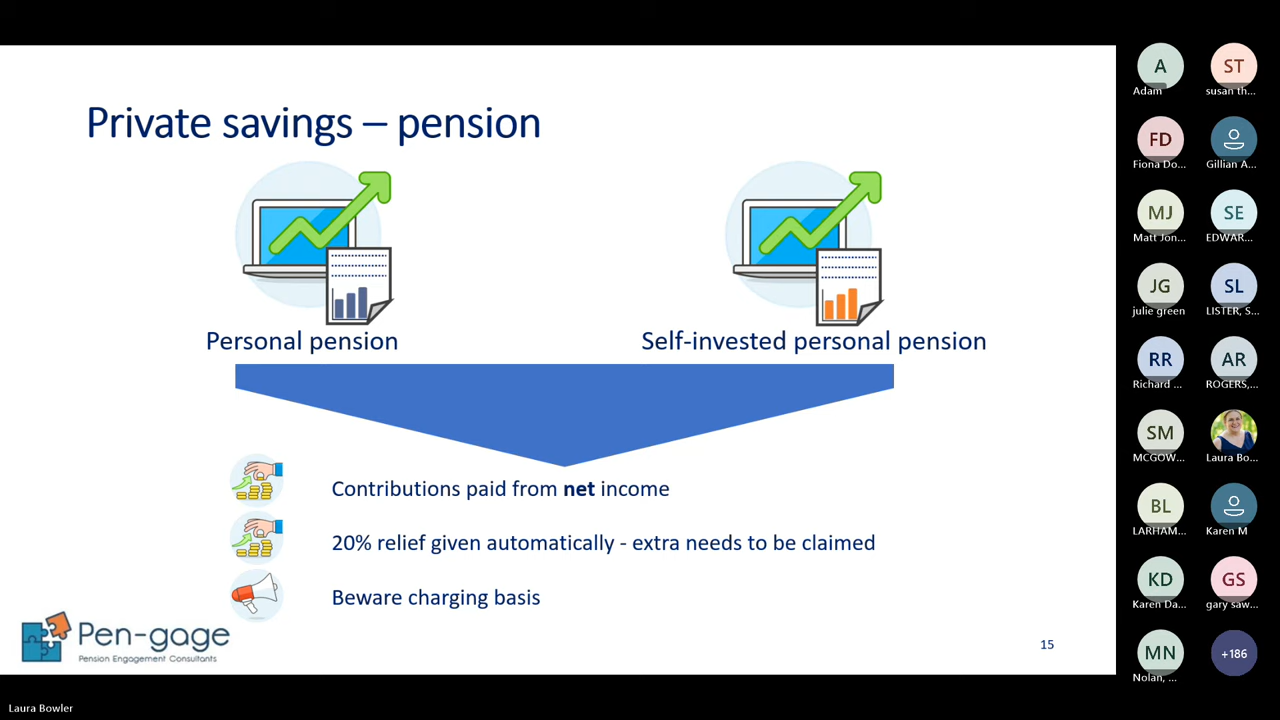 Private savings – pension
Personal pension
Self-invested personal pension
Contributions paid from net income
20% relief given automatically - extra needs to be claimed
Beware charging basis
Pen-gage
Pension Engagement Consultants
15
A
Adam
ST
susan th...
FD
Fiona Do...
Gillian A...
MJ
Matt Jon...
SE
EDWAR...
JG
julie green
SL
LISTER, S...
RR
Richard ...
AR
ROGERS,...
SM
MCGOW...
Laura Bo...
BL
LARHAM...
Karen M
KD
Karen Da...
GS
gary saw...
MN
Nolan, ...
+186
Laura Bowler